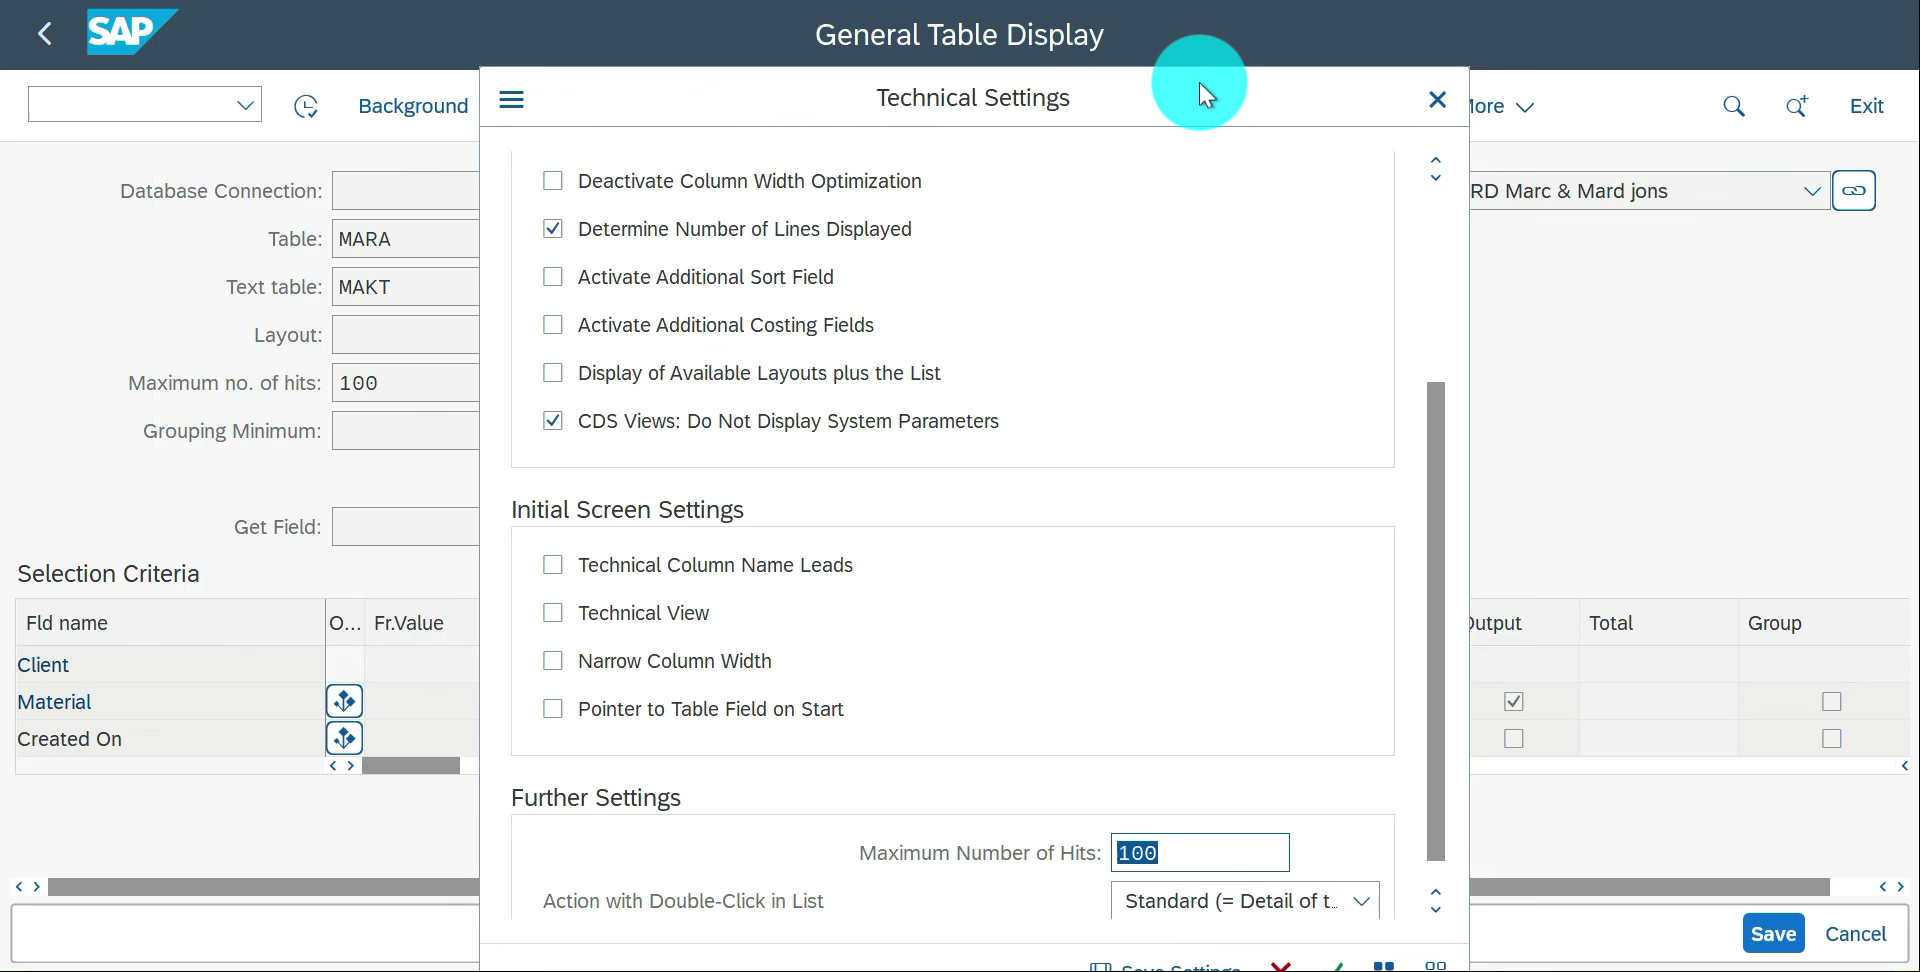 SAP
General Table Display
Background
Technical Settings
More
Exit
Database Connection:
RD Marc & Mard jons
Table: MARA
Text table: MAKT
Layout:
Maximum no. of hits: 100
Grouping Minimum:
Get Field:
Deactivate Column Width Optimization
Determine Number of Lines Displayed
Activate Additional Sort Field
Activate Additional Costing Fields
Display of Available Layouts plus the List
CDS Views: Do Not Display System Parameters
Initial Screen Settings
Technical Column Name Leads
Technical View
Narrow Column Width
Pointer to Table Field on Start
Further Settings
Maximum Number of Hits: 100
Action with Double-Click in List Standard (= Detail of t...
Save Settings
Selection Criteria
Fld name O... Fr.Value Output Total Group
Client
Material
Created On
Save Cancel